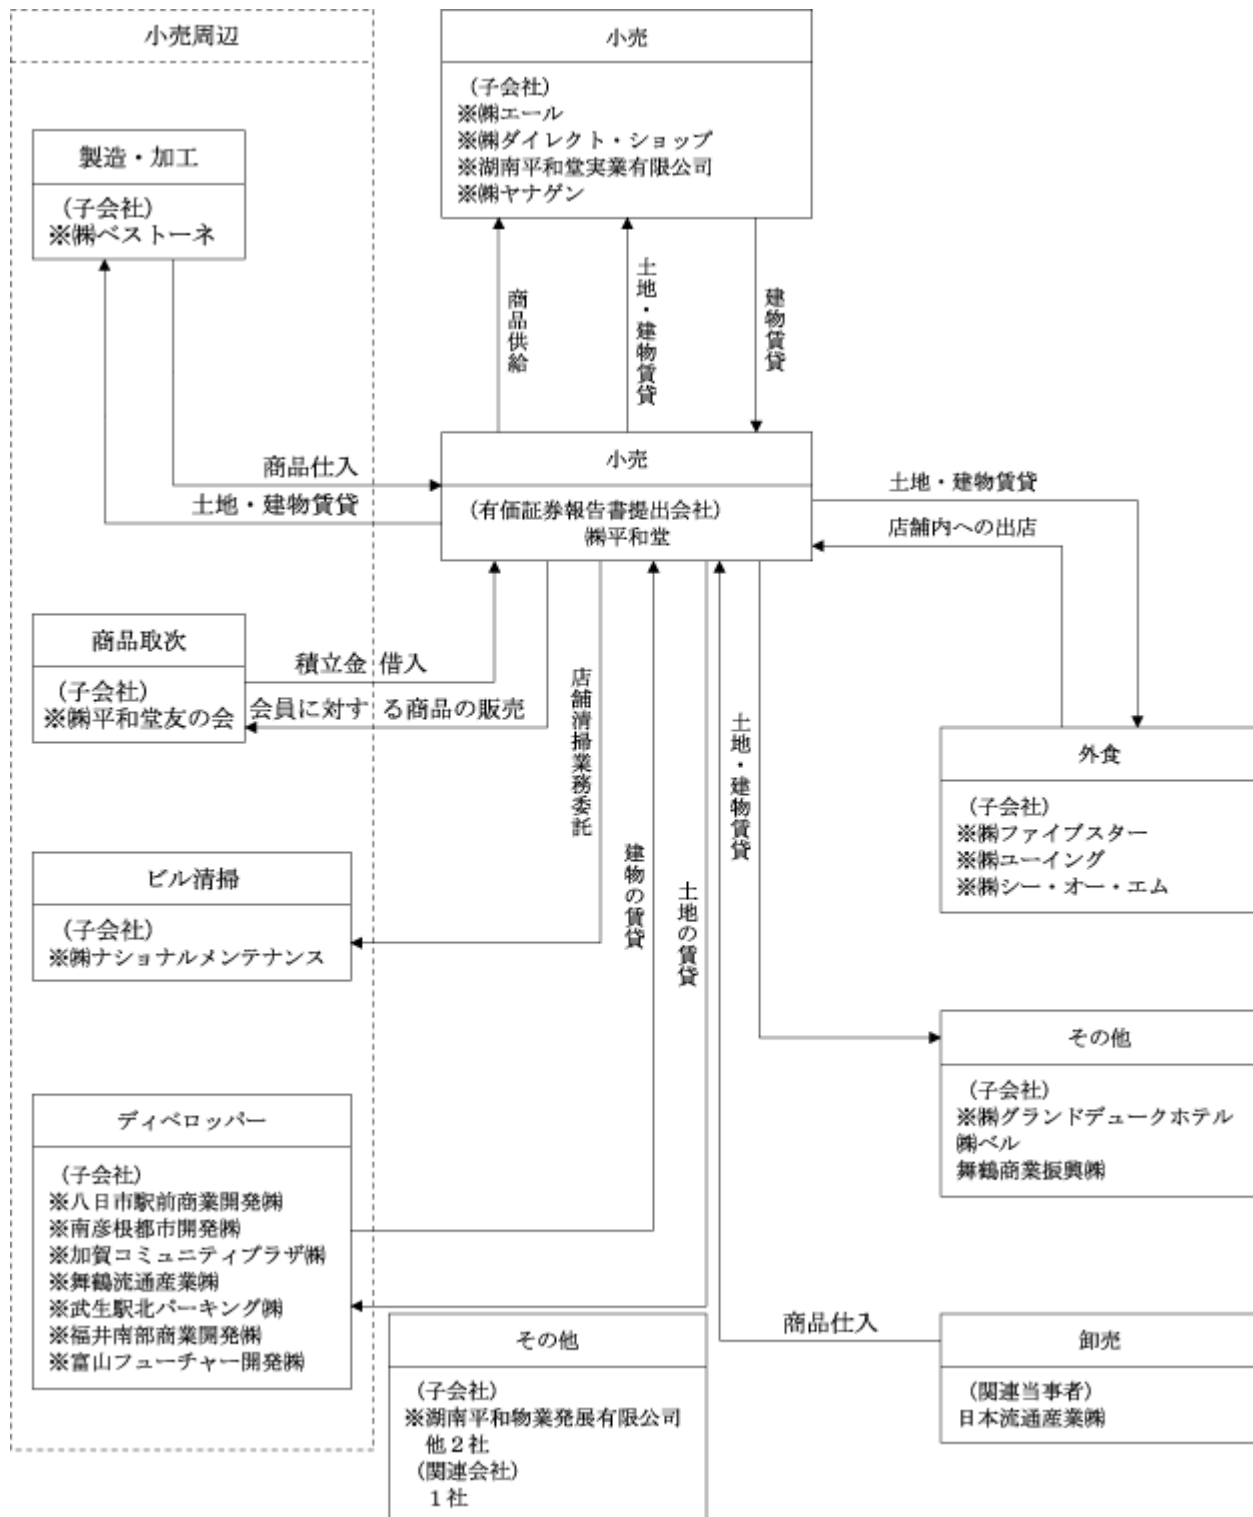 小売周辺
小売
（子会社）
※㈱エール
※㈱ダイレクト・ショップ
※湖南平和堂実業有限公司
※㈱ヤナゲン
製造・加工
（子会社）
※㈱ベストーネ
商品供給
土地・建物賃貸
建物賃貸
商品仕入
土地・建物賃貸
小売
（有価証券報告書提出会社）
㈱平和堂
土地・建物賃貸
店舗内への出店
商品取次
（子会社）
※㈱平和堂友の会
積立金 借入
会員に対す る商品の販売
店舗清掃業務委託
建物の賃貸
土地の賃貸
土地・建物賃貸
外食
（子会社）
※㈱ファイブスター
※㈱ユーイング
※㈱シー・オー・エム
ビル清掃
（子会社）
※㈱ナショナルメンテナンス
その他
（子会社）
※㈱グランドデュークホテル
㈱ベル
舞鶴商業振興㈱
ディベロッパー
（子会社）
※八日市駅前商業開発㈱
※南彦根都市開発㈱
※加賀コミュニティプラザ㈱
※舞鶴流通産業㈱
※武生駅北パーキング㈱
※福井南部商業開発㈱
※富山フューチャー開発㈱
その他
（子会社）
※湖南平和物業発展有限公司
他２社
（関連会社）
１社
商品仕入
卸売
（関連当事者）
日本流通産業㈱